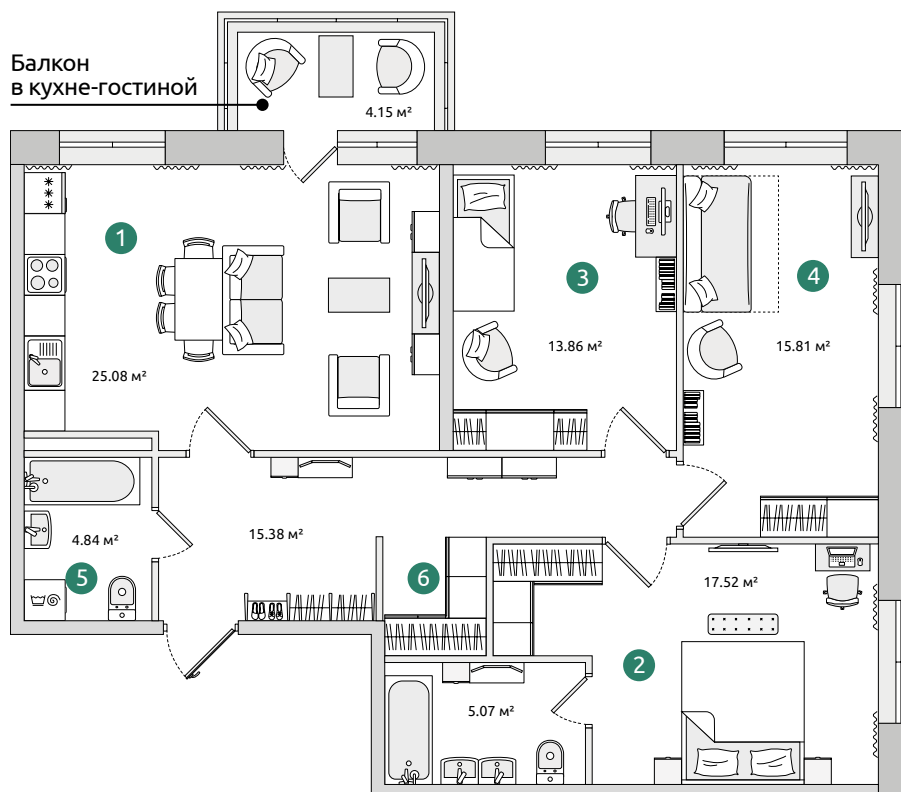 Балкон
в кухне-гостиной
4.15 м²
1
3
4
13.86 м²
15.81 м²
25.08 м²
4.84 м²
15.38 м²
5
6
17.52 м²
2
5.07 м²